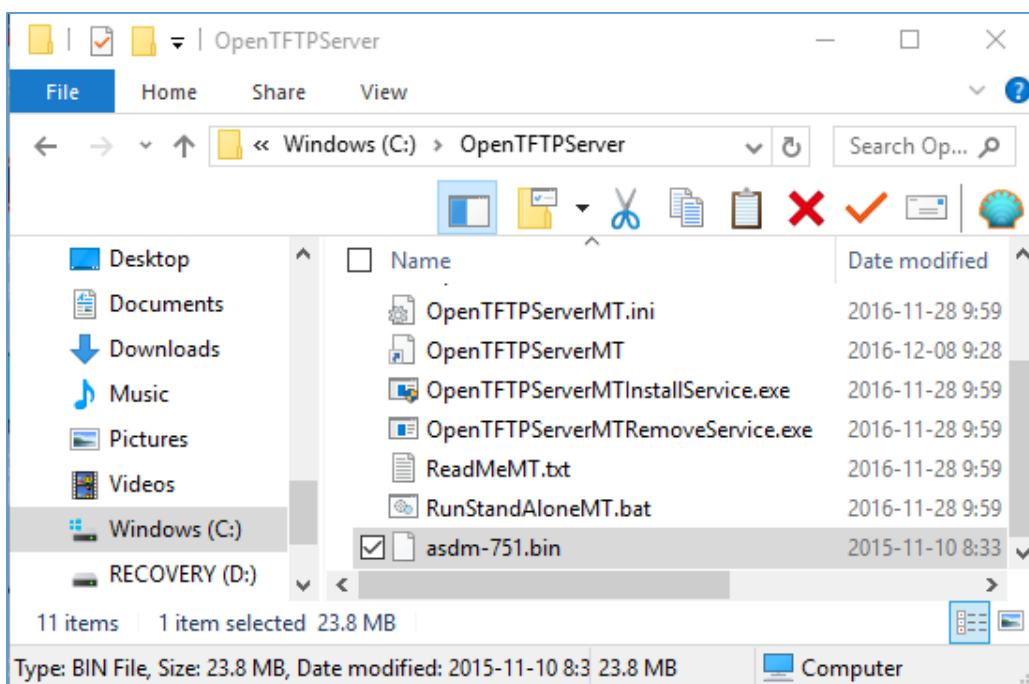 OpenTFTPServer
File Home Share View
« Windows (C:) › OpenTFTPServer Search Op...
Name Date modified
Desktop
Documents
Downloads
Music
Pictures
Videos
Windows (C:)
RECOVERY (D:)
OpenTFTPServerMT.ini 2016-11-28 9:59
OpenTFTPServerMT 2016-12-08 9:28
OpenTFTPServerMTInstallService.exe 2016-11-28 9:59
OpenTFTPServerMTRemoveService.exe 2016-11-28 9:59
ReadMeMT.txt 2016-11-28 9:59
RunStandAloneMT.bat 2016-11-28 9:59
asdm-751.bin 2015-11-10 8:33
11 items 1 item selected 23.8 MB
Type: BIN File, Size: 23.8 MB, Date modified: 2015-11-10 8:3 23.8 MB Computer